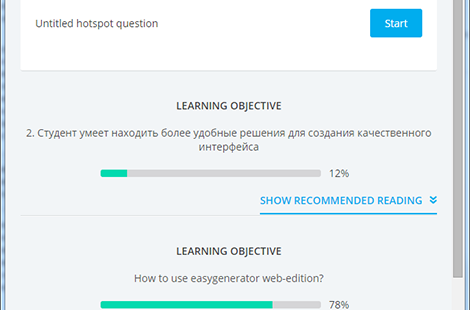 Untitled hotspot question
Start
LEARNING OBJECTIVE
2. Студент умеет находить более удобные решения для создания качественного
интерфейса
12%
SHOW RECOMMENDED READING
LEARNING OBJECTIVE
How to use easygenerator web-edition?
78%